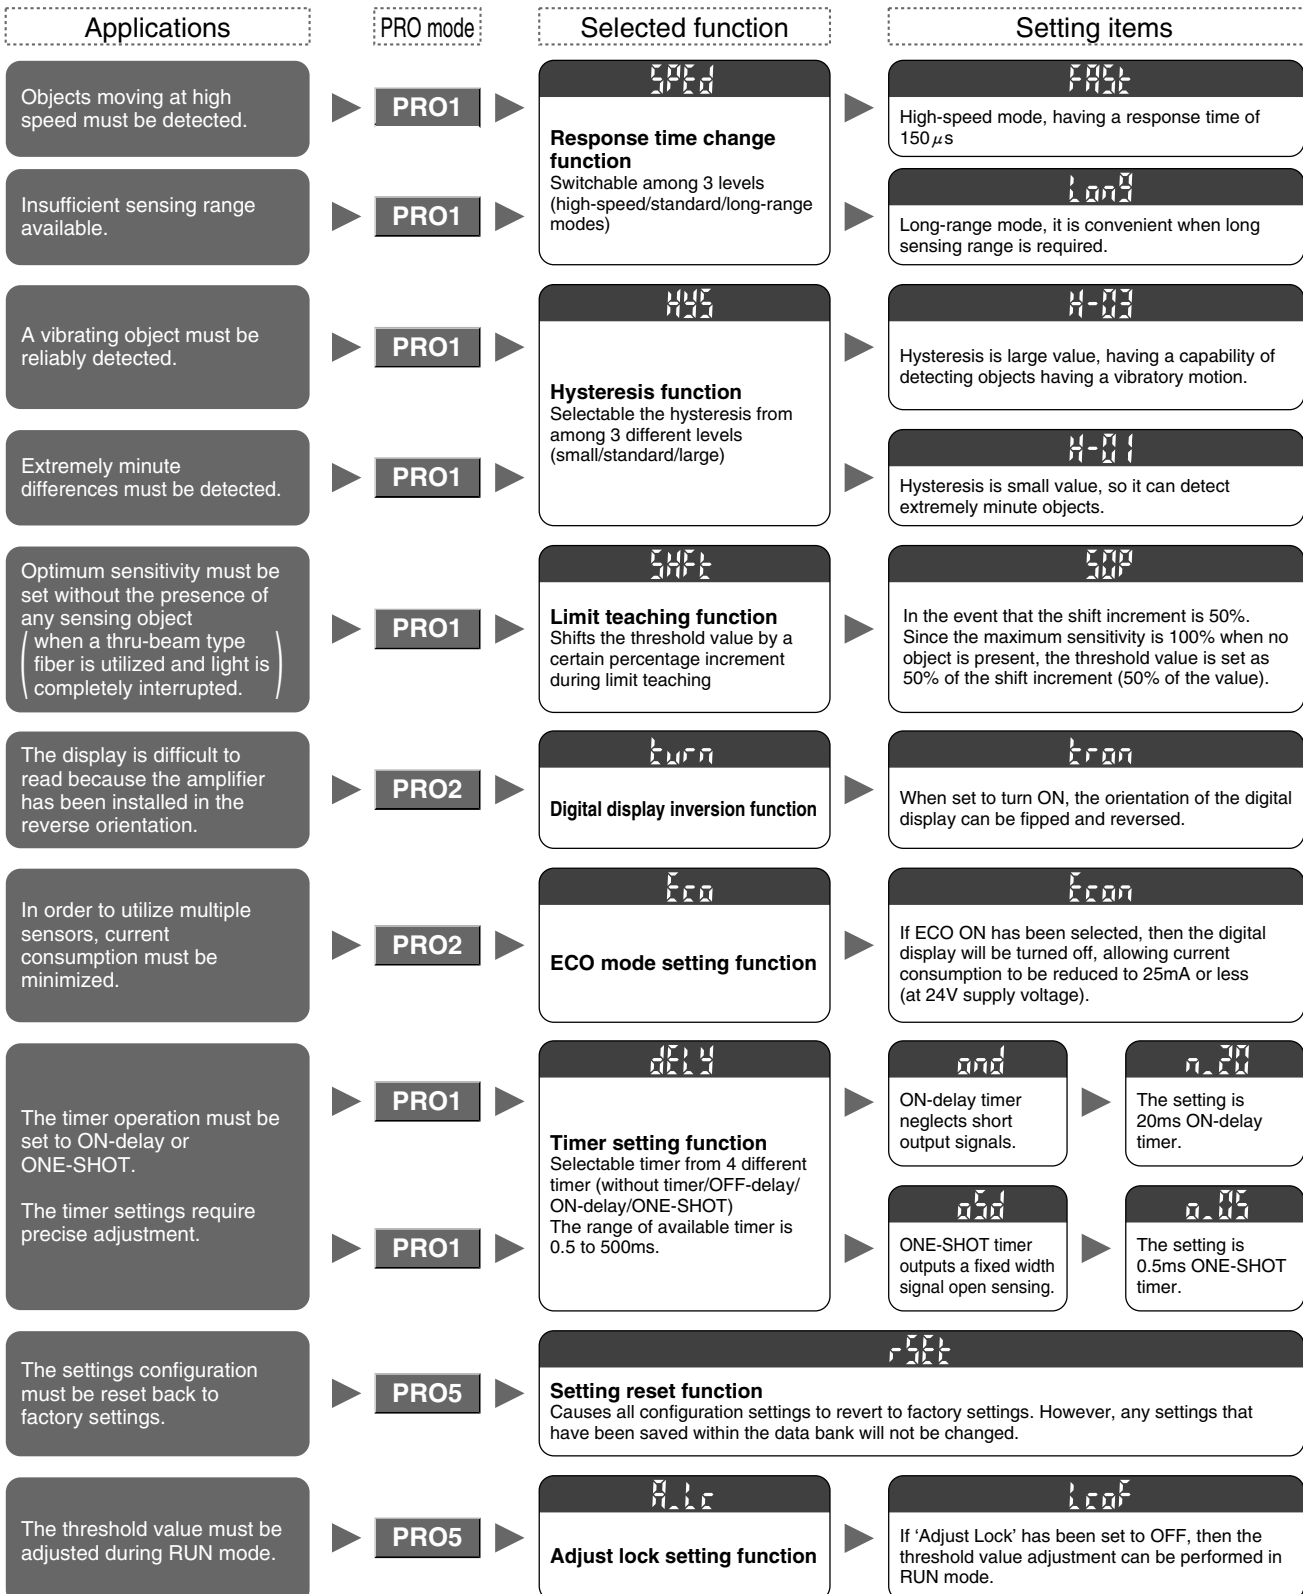 Applications
PRO mode
Selected function
Setting items
Objects moving at high
speed must be detected.
PRO1
SPEd
Response time change
function
Switchable among 3 levels
(high-speed/standard/long-range
modes)
FASt
High-speed mode, having a response time of
150μs
Insufficient sensing range
available.
PRO1
Long
Long-range mode, it is convenient when long
sensing range is required.
A vibrating object must be
reliably detected.
PRO1
HYS
Hysteresis function
Selectable the hysteresis from
among 3 different levels
(small/standard/large)
H-03
Hysteresis is large value, having a capability of
detecting objects having a vibratory motion.
Extremely minute
differences must be detected.
PRO1
H-01
Hysteresis is small value, so it can detect
extremely minute objects.
Optimum sensitivity must be
set without the presence of
any sensing object
(when a thru-beam type
fiber is utilized and light is
completely interrupted.)
PRO1
SHFt
Limit teaching function
Shifts the threshold value by a
certain percentage increment
during limit teaching
50P
In the event that the shift increment is 50%.
Since the maximum sensitivity is 100% when no
object is present, the threshold value is set as
50% of the shift increment (50% of the value).
The display is difficult to
read because the amplifier
has been installed in the
reverse orientation.
PRO2
turn
Digital display inversion function
tron
When set to turn ON, the orientation of the digital
display can be fipped and reversed.
In order to utilize multiple
sensors, current
consumption must be
minimized.
PRO2
Eco
ECO mode setting function
Econ
If ECO ON has been selected, then the digital
display will be turned off, allowing current
consumption to be reduced to 25mA or less
(at 24V supply voltage).
The timer operation must be
set to ON-delay or
ONE-SHOT.
The timer settings require
precise adjustment.
PRO1
PRO1
dELY
Timer setting function
Selectable timer from 4 different
timer (without timer/OFF-delay/
ON-delay/ONE-SHOT)
The range of available timer is
0.5 to 500ms.
ond
ON-delay timer
neglects short
output signals.
n_20
The setting is
20ms ON-delay
timer.
oSd
ONE-SHOT timer
outputs a fixed width
signal open sensing.
o_05
The setting is
0.5ms ONE-SHOT
timer.
The settings configuration
must be reset back to
factory settings.
PRO5
rSEt
Setting reset function
Causes all configuration settings to revert to factory settings. However, any settings that
have been saved within the data bank will not be changed.
The threshold value must be
adjusted during RUN mode.
PRO5
A_Lc
Adjust lock setting function
LcoF
If ‘Adjust Lock’ has been set to OFF, then the
threshold value adjustment can be performed in
RUN mode.